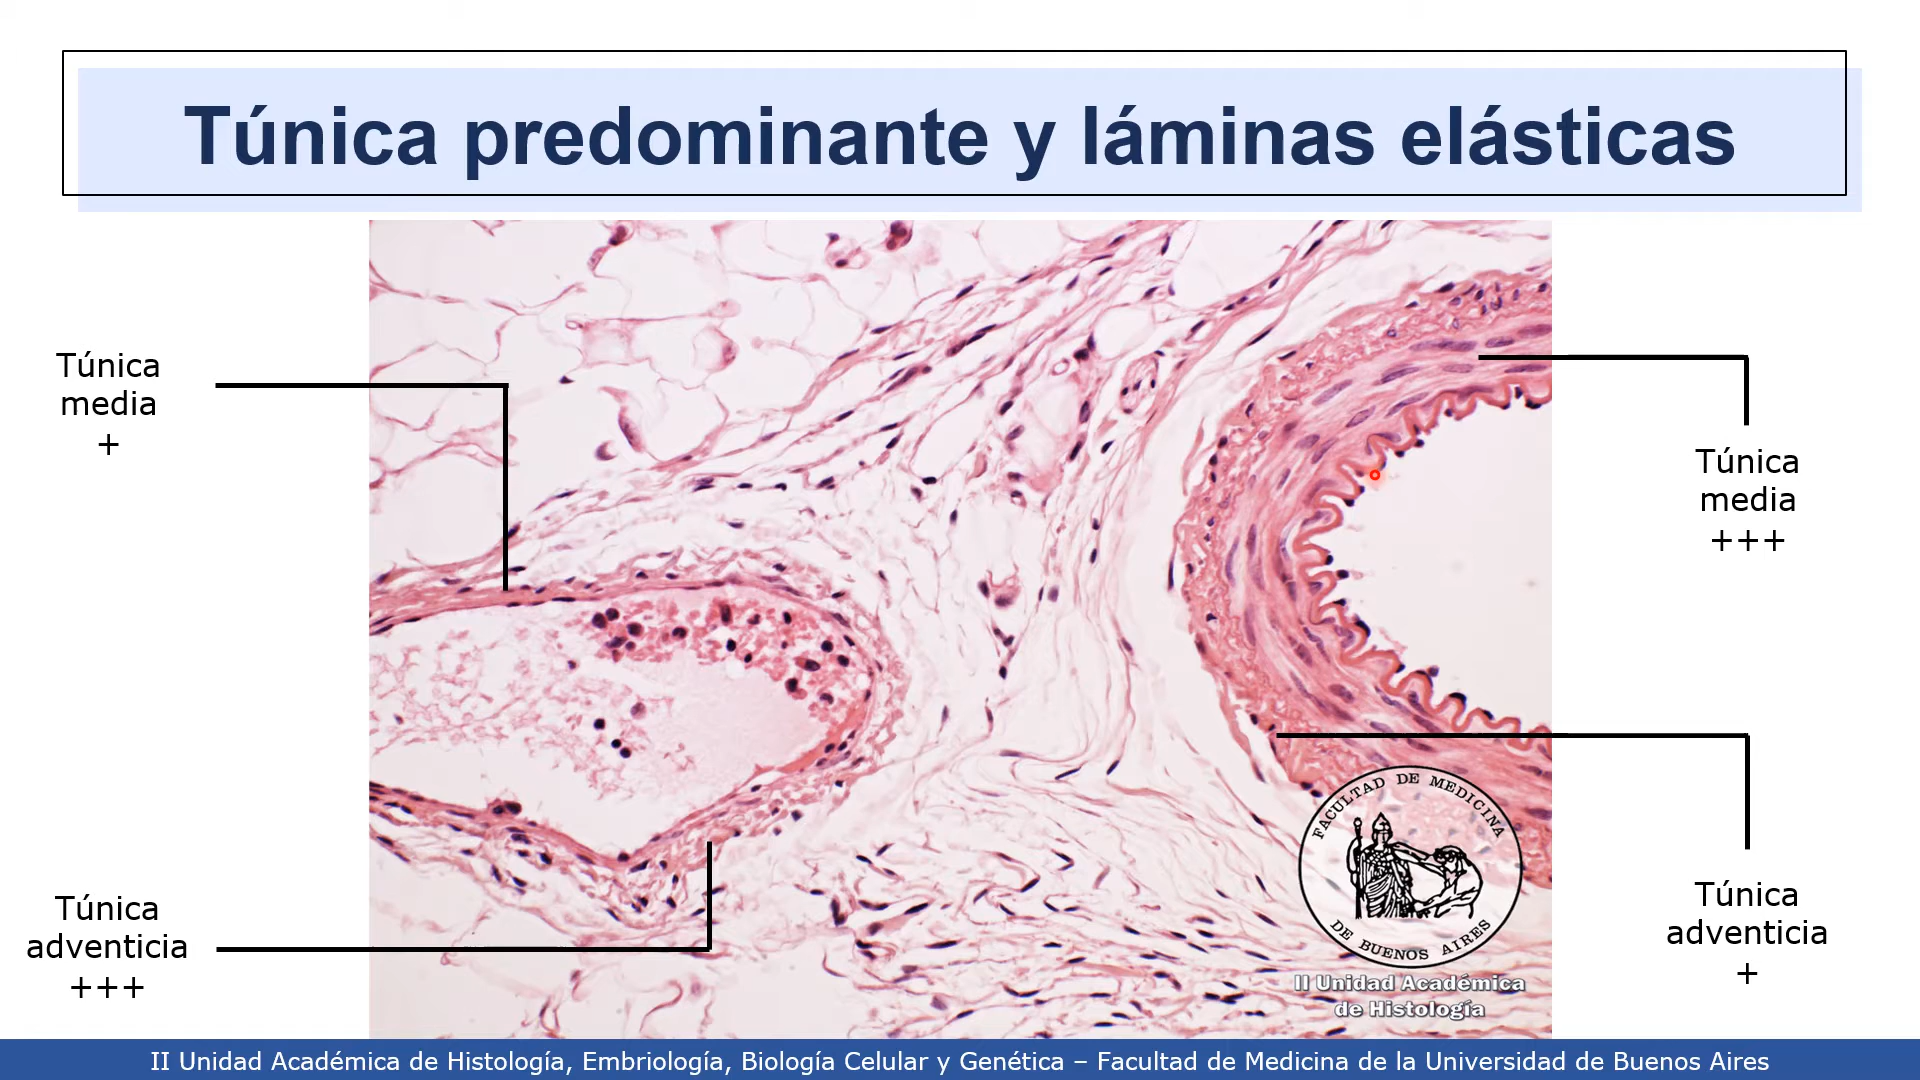 Túnica predominante y láminas elásticas
Túnica
media
+
Túnica
media
+++
Túnica
adventicia
+++
Túnica
adventicia
+
FACULTAD DE MEDICINA
DE BUENOS AIRES
II Unidad Académica
de Histología
II Unidad Académica de Histología, Embriología, Biología Celular y Genética – Facultad de Medicina de la Universidad de Buenos Aires